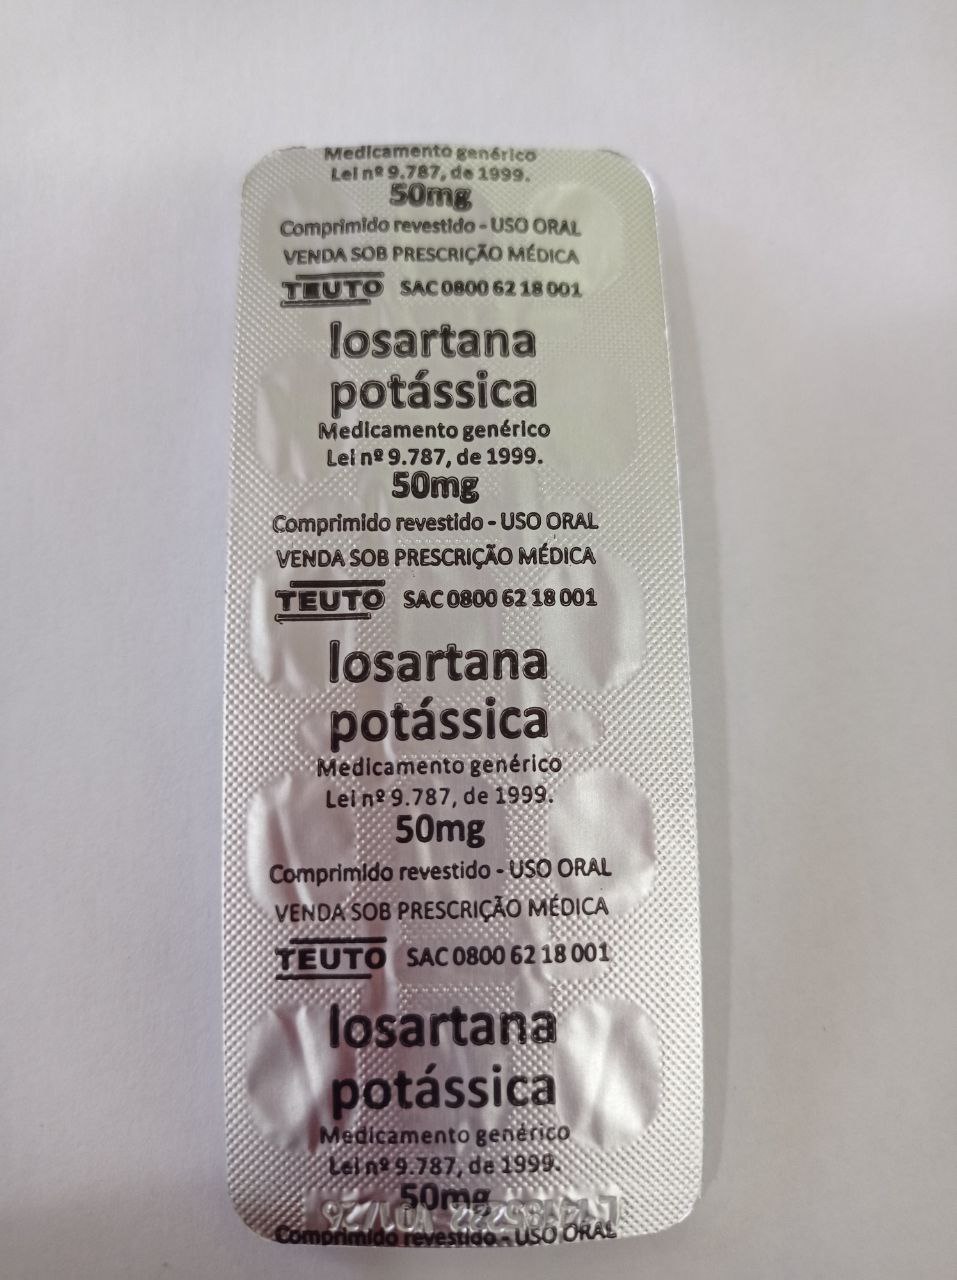 Medicamento genérico
Lei nº 9.787, de 1999.
50mg
Comprimido revestido - USO ORAL
VENDA SOB PRESCRIÇÃO MÉDICA
TEUTO SAC 0800 62 18 001
losartana
potássica
Medicamento genérico
Lei nº 9.787, de 1999.
50mg
Comprimido revestido - USO ORAL
VENDA SOB PRESCRIÇÃO MÉDICA
TEUTO SAC 0800 62 18 001
losartana
potássica
Medicamento genérico
Lei nº 9.787, de 1999.
50mg
Comprimido revestido - USO ORAL
VENDA SOB PRESCRIÇÃO MÉDICA
TEUTO SAC 0800 62 18 001
losartana
potássica
Medicamento genérico
Lei nº 9.787, de 1999.
50mg
Comprimido revestido - USO ORAL